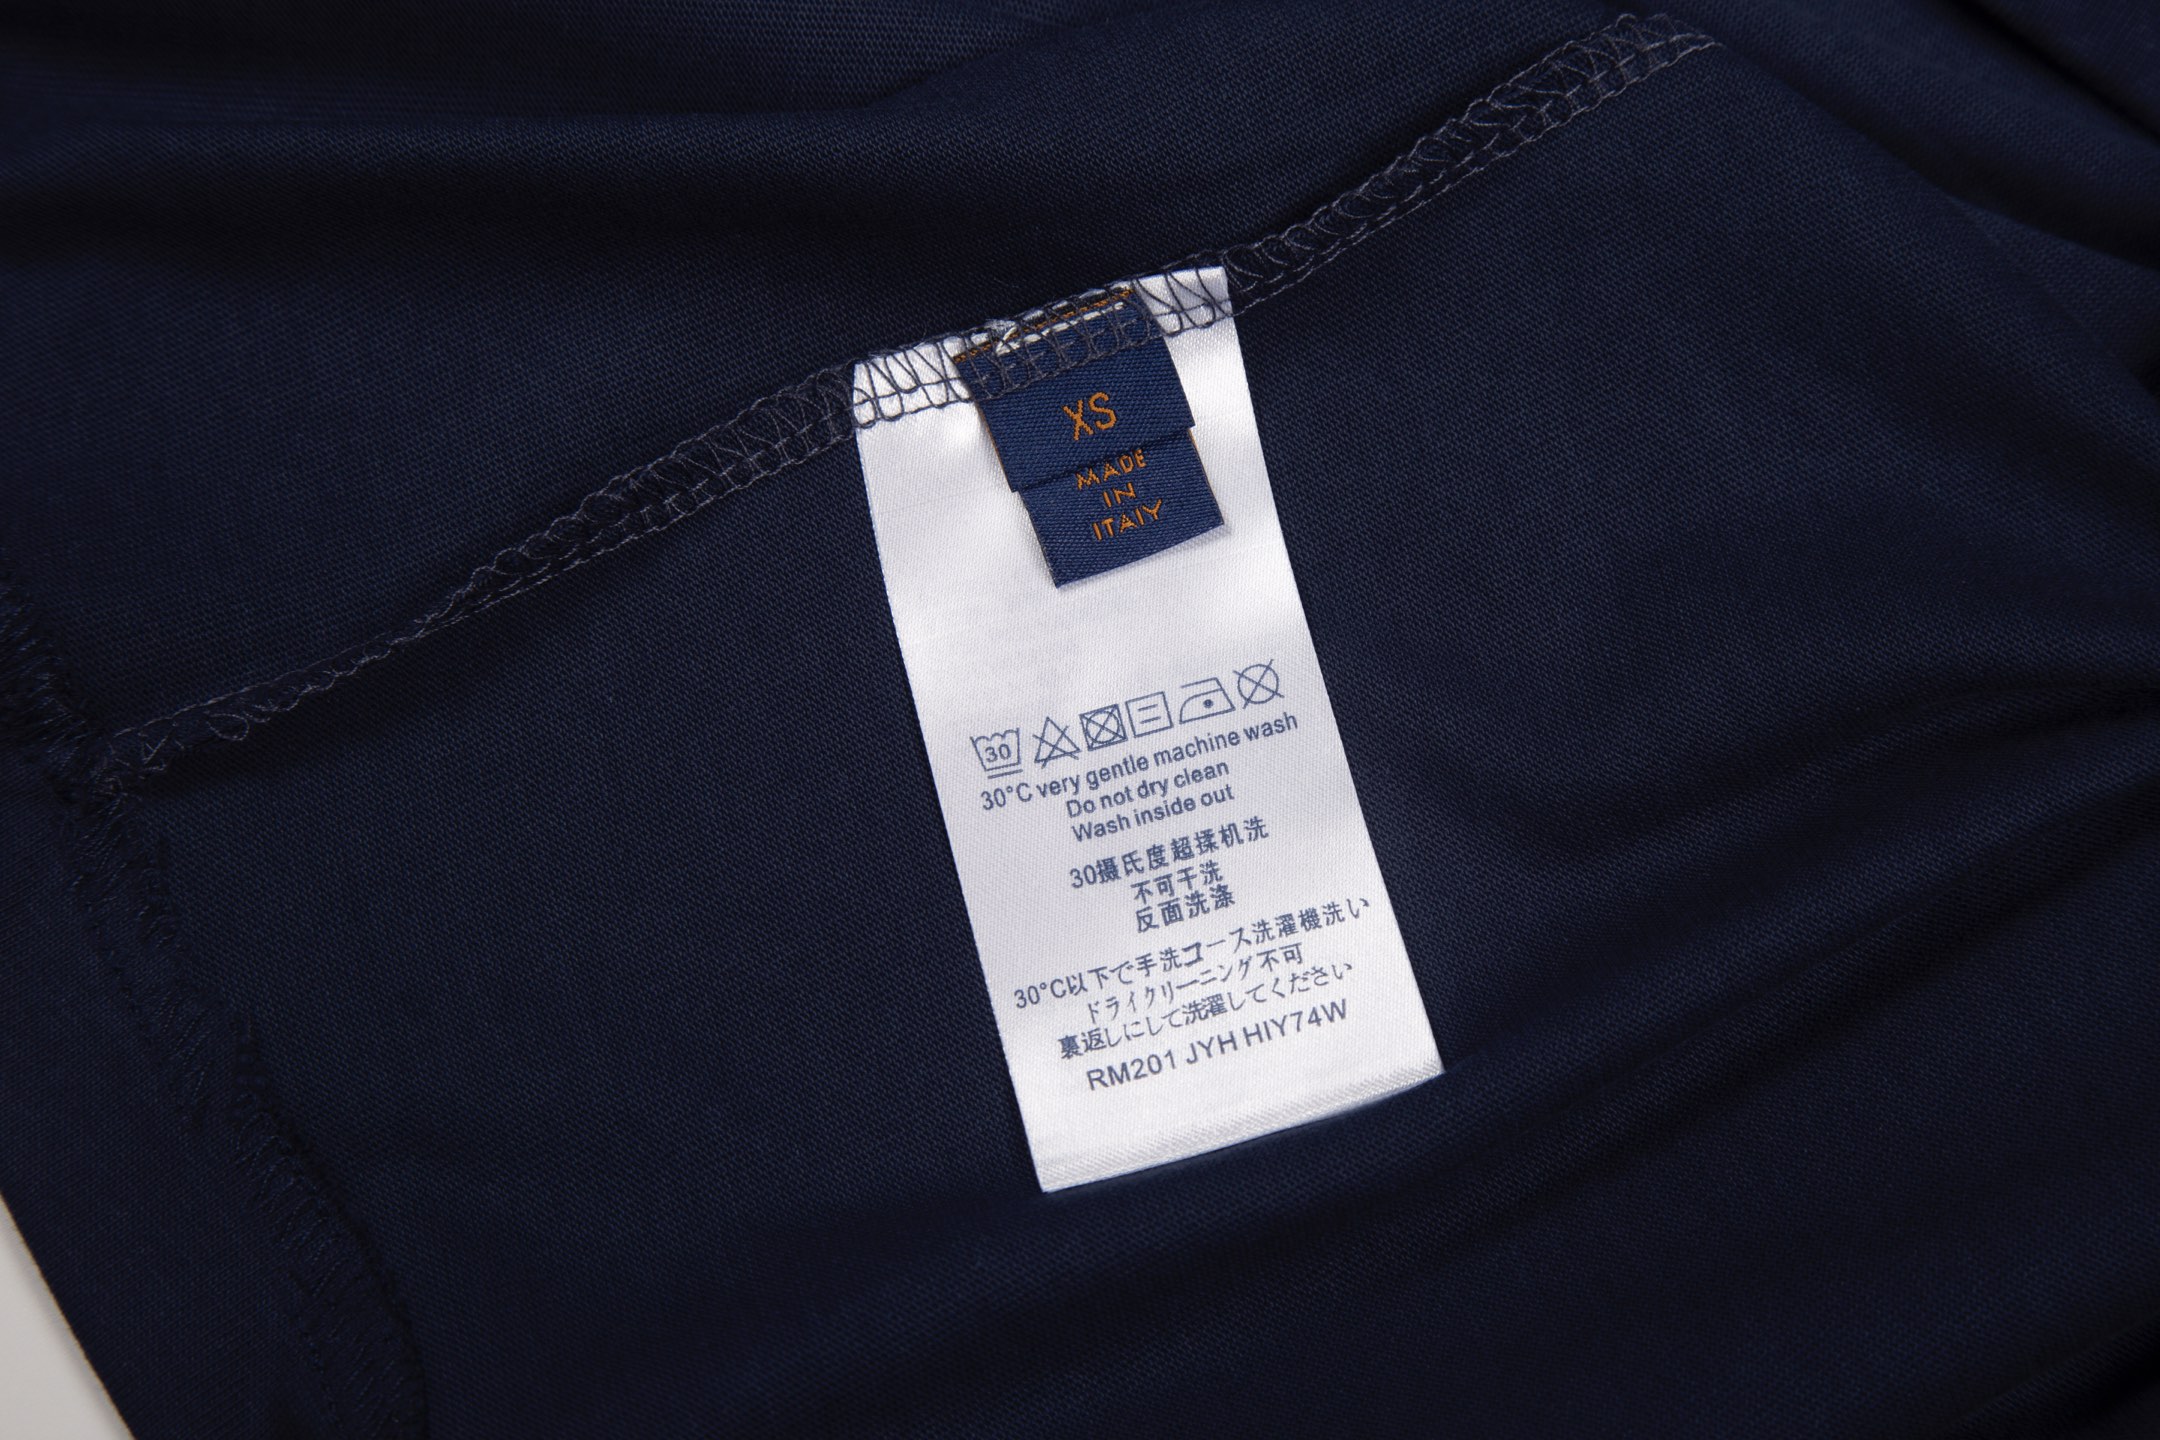 XS
MADE
IN
ITAIY
30
30°C very gentle machine wash
Do not dry clean
Wash inside out
30摄氏度超揉机洗
不可干洗
反面洗涤
30°C以下で手洗コース洗濯機洗い
ドライクリーニング不可
裏返しにして洗濯してください
RM201 JYH HIY74W